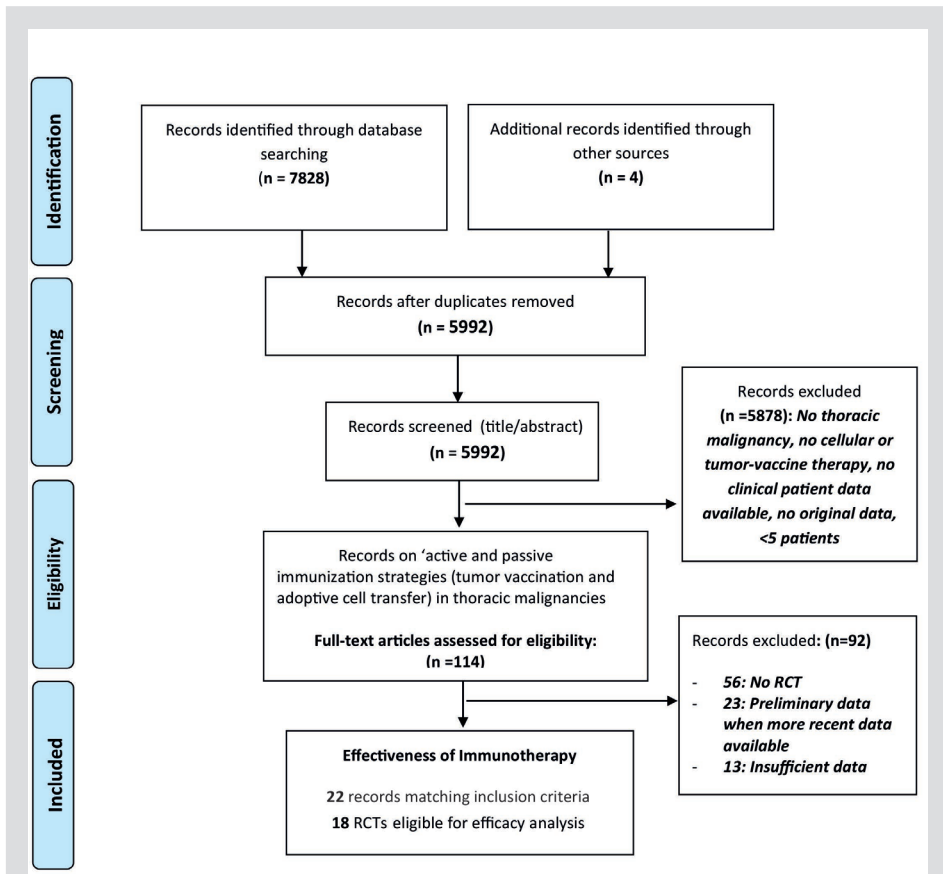 Identification
Records identified through database
searching
(n = 7828)
Additional records identified through
other sources
(n = 4)
Screening
Records after duplicates removed
(n = 5992)
Records screened (title/abstract)
(n = 5992)
Records excluded
(n =5878): No thoracic
malignancy, no cellular or
tumor-vaccine therapy, no
clinical patient data
available, no original data,
<5 patients
Eligibility
Records on ‘active and passive
immunization strategies (tumor vaccination and
adoptive cell transfer) in thoracic malignancies
Full-text articles assessed for eligibility:
(n =114)
Records excluded: (n=92)
- 56: No RCT
- 23: Preliminary data
when more recent data
available
- 13: Insufficient data
Included
Effectiveness of Immunotherapy
22 records matching inclusion criteria
18 RCTs eligible for efficacy analysis